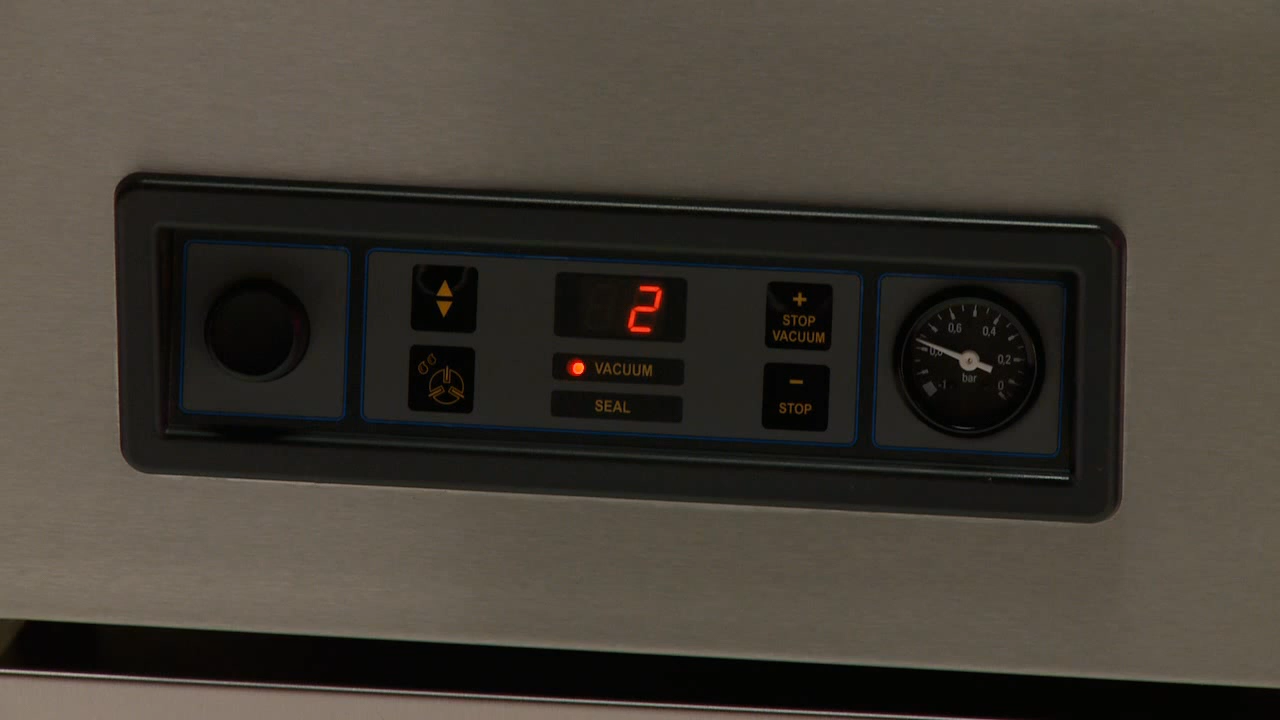 2
VACUUM
SEAL
+
STOP
VACUUM
−
STOP
0,6
0,4
0,8
0,2
bar
-1
0